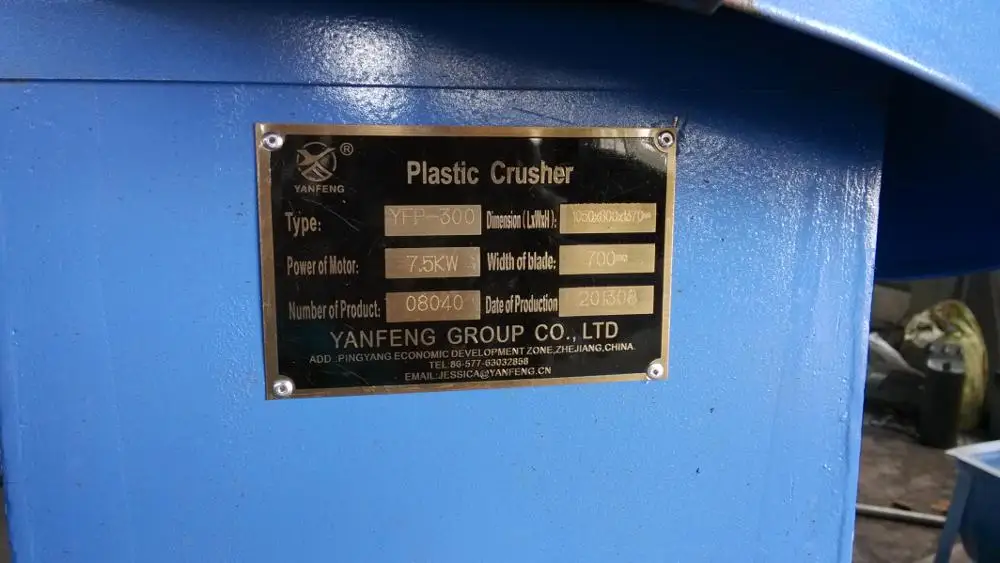 YANFENG ®
Plastic Crusher
Type: YFP-300 Dimension (LxWxH): 1050x800x1370mm
Power of Motor: 7.5KW Width of blade: 700mm
Number of Product: 08040 Date of Production 201308
YANFENG GROUP CO., LTD
ADD.:PINGYANG ECONOMIC DEVELOPMENT ZONE,ZHEJIANG,CHINA.
TEL:86-577-63032858
EMAIL:JESSICA@YANFENG.CN